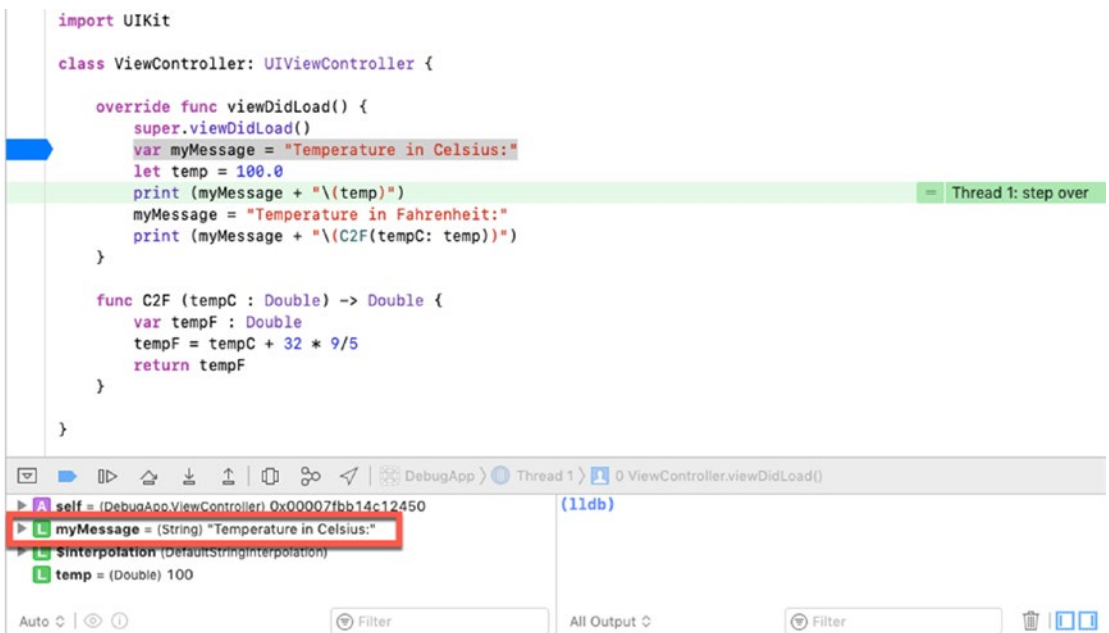 import UIKit
class ViewController: UIViewController {
override func viewDidLoad() {
super.viewDidLoad()
var myMessage = "Temperature in Celsius:"
let temp = 100.0
print (myMessage + "\(temp)")
= Thread 1: step over
myMessage = "Temperature in Fahrenheit:"
print (myMessage + "\(C2F(tempC: temp))")
}
func C2F (tempC : Double) -> Double {
var tempF : Double
tempF = tempC + 32 * 9/5
return tempF
}
}
DebugApp 〉 Thread 1 〉 0 ViewController.viewDidLoad()
A self = (DebugApp.ViewController) 0x00007fbb14c12450
L myMessage = (String) "Temperature in Celsius:"
L $interpolation (DefaultStringInterpolation)
L temp = (Double) 100
(lldb)
Auto
Filter
All Output
Filter